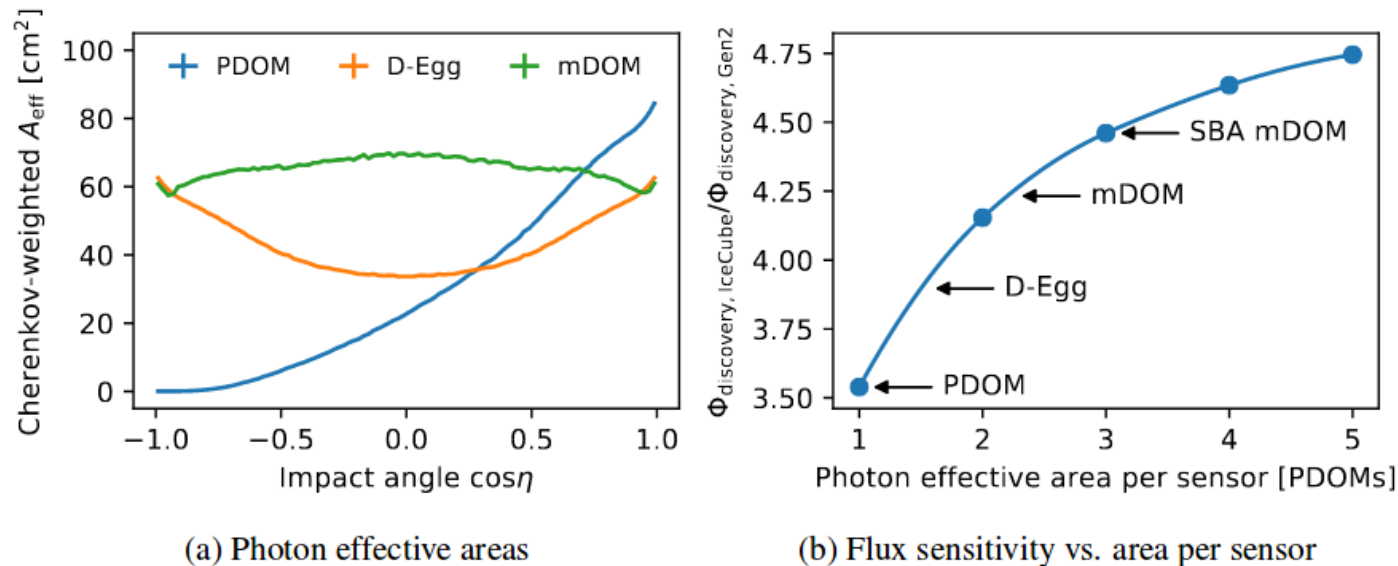 Cherenkov-weighted A_eff [cm²]
100
80
60
40
20
0
PDOM
D-Egg
mDOM
−1.0 −0.5 0.0 0.5 1.0
Impact angle cosη
(a) Photon effective areas
Φ_discovery, IceCube/Φ_discovery, Gen2
4.75
4.50
4.25
4.00
3.75
3.50
SBA mDOM
mDOM
D-Egg
PDOM
1 2 3 4 5
Photon effective area per sensor [PDOMs]
(b) Flux sensitivity vs. area per sensor